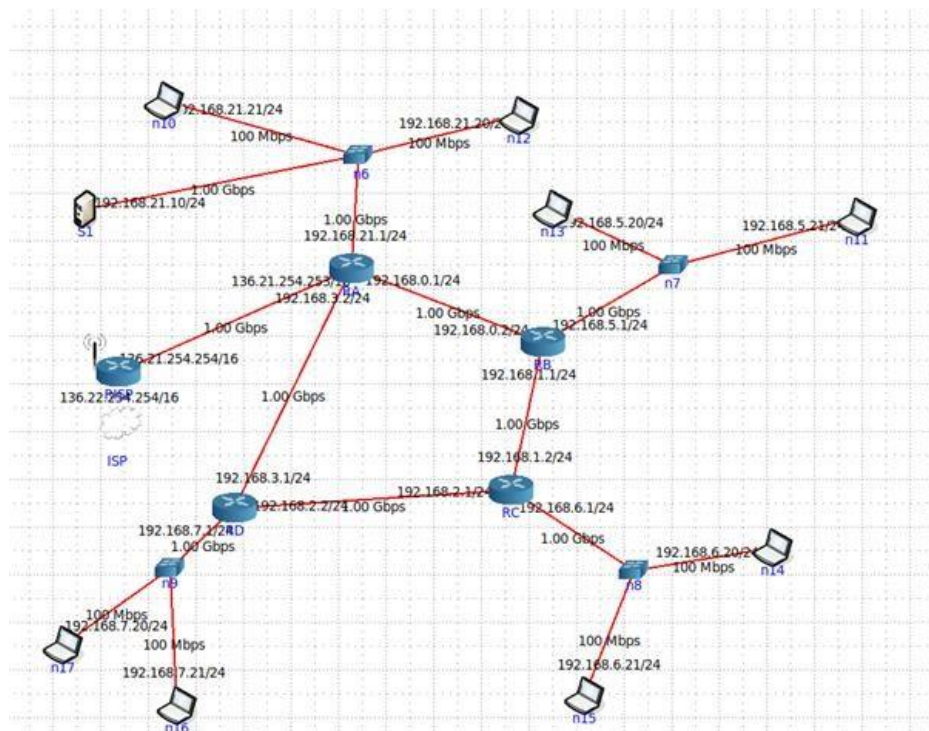 192.168.21.21/24
n10
100 Mbps
192.168.21.20/24
100 Mbps
n12
n6
1.00 Gbps
192.168.21.10/24
S1
1.00 Gbps
192.168.21.1/24
192.168.5.20/24
n13
100 Mbps
192.168.5.21/24
100 Mbps
n11
n7
136.21.254.253/16
RA
192.168.0.1/24
192.168.3.2/24
1.00 Gbps
1.00 Gbps
1.00 Gbps
192.168.0.2/24
192.168.5.1/24
RB
136.21.254.254/16
RISP
136.22.254.254/16
ISP
192.168.1.1/24
1.00 Gbps
1.00 Gbps
192.168.1.2/24
192.168.3.1/24
192.168.2.1/24
192.168.2.2/24
1.00 Gbps
RC
192.168.6.1/24
RD
192.168.7.1/24
1.00 Gbps
1.00 Gbps
192.168.6.20/24
100 Mbps
n14
n9
n8
100 Mbps
192.168.7.20/24
n17
100 Mbps
100 Mbps
192.168.7.21/24
n16
192.168.6.21/24
n15